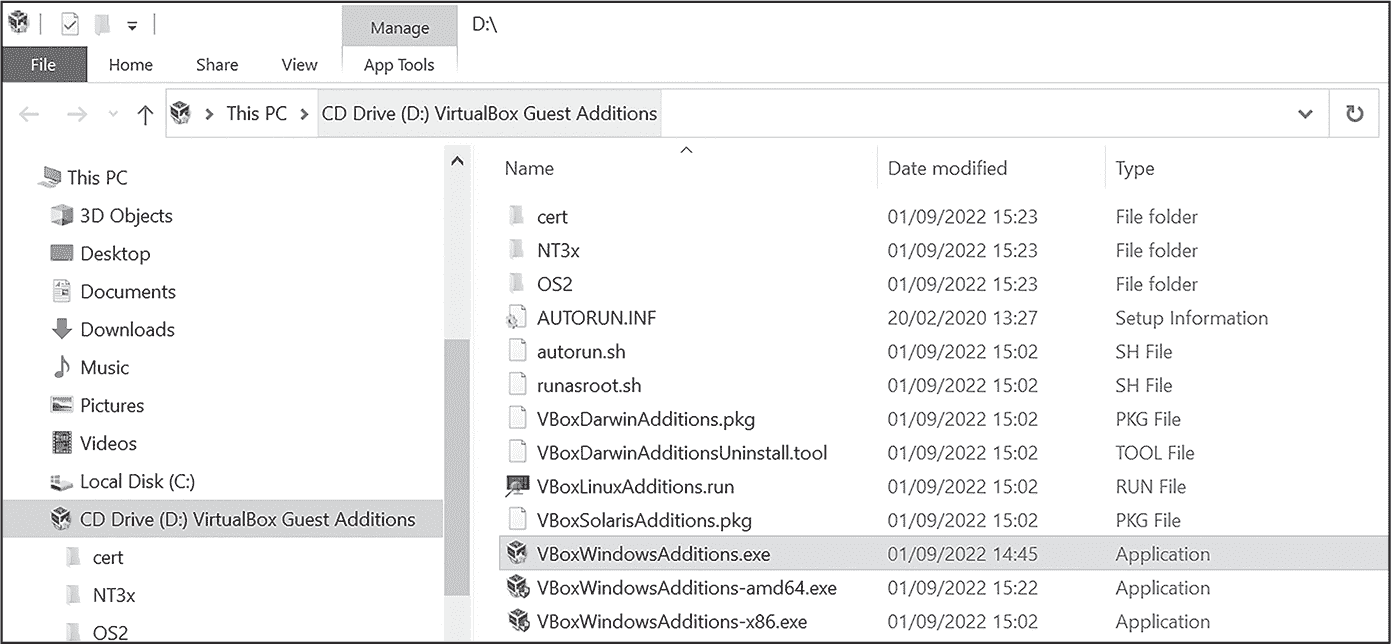 Manage D:\
File Home Share View App Tools
This PC CD Drive (D:) VirtualBox Guest Additions
This PC
3D Objects
Desktop
Documents
Downloads
Music
Pictures
Videos
Local Disk (C:)
CD Drive (D:) VirtualBox Guest Additions
cert
NT3x
OS2
Name Date modified Type
cert 01/09/2022 15:23 File folder
NT3x 01/09/2022 15:23 File folder
OS2 01/09/2022 15:23 File folder
AUTORUN.INF 20/02/2020 13:27 Setup Information
autorun.sh 01/09/2022 15:02 SH File
runasroot.sh 01/09/2022 15:02 SH File
VBoxDarwinAdditions.pkg 01/09/2022 15:02 PKG File
VBoxDarwinAdditionsUninstall.tool 01/09/2022 15:02 TOOL File
VBoxLinuxAdditions.run 01/09/2022 15:02 RUN File
VBoxSolarisAdditions.pkg 01/09/2022 15:02 PKG File
VBoxWindowsAdditions.exe 01/09/2022 14:45 Application
VBoxWindowsAdditions-amd64.exe 01/09/2022 15:22 Application
VBoxWindowsAdditions-x86.exe 01/09/2022 15:02 Application